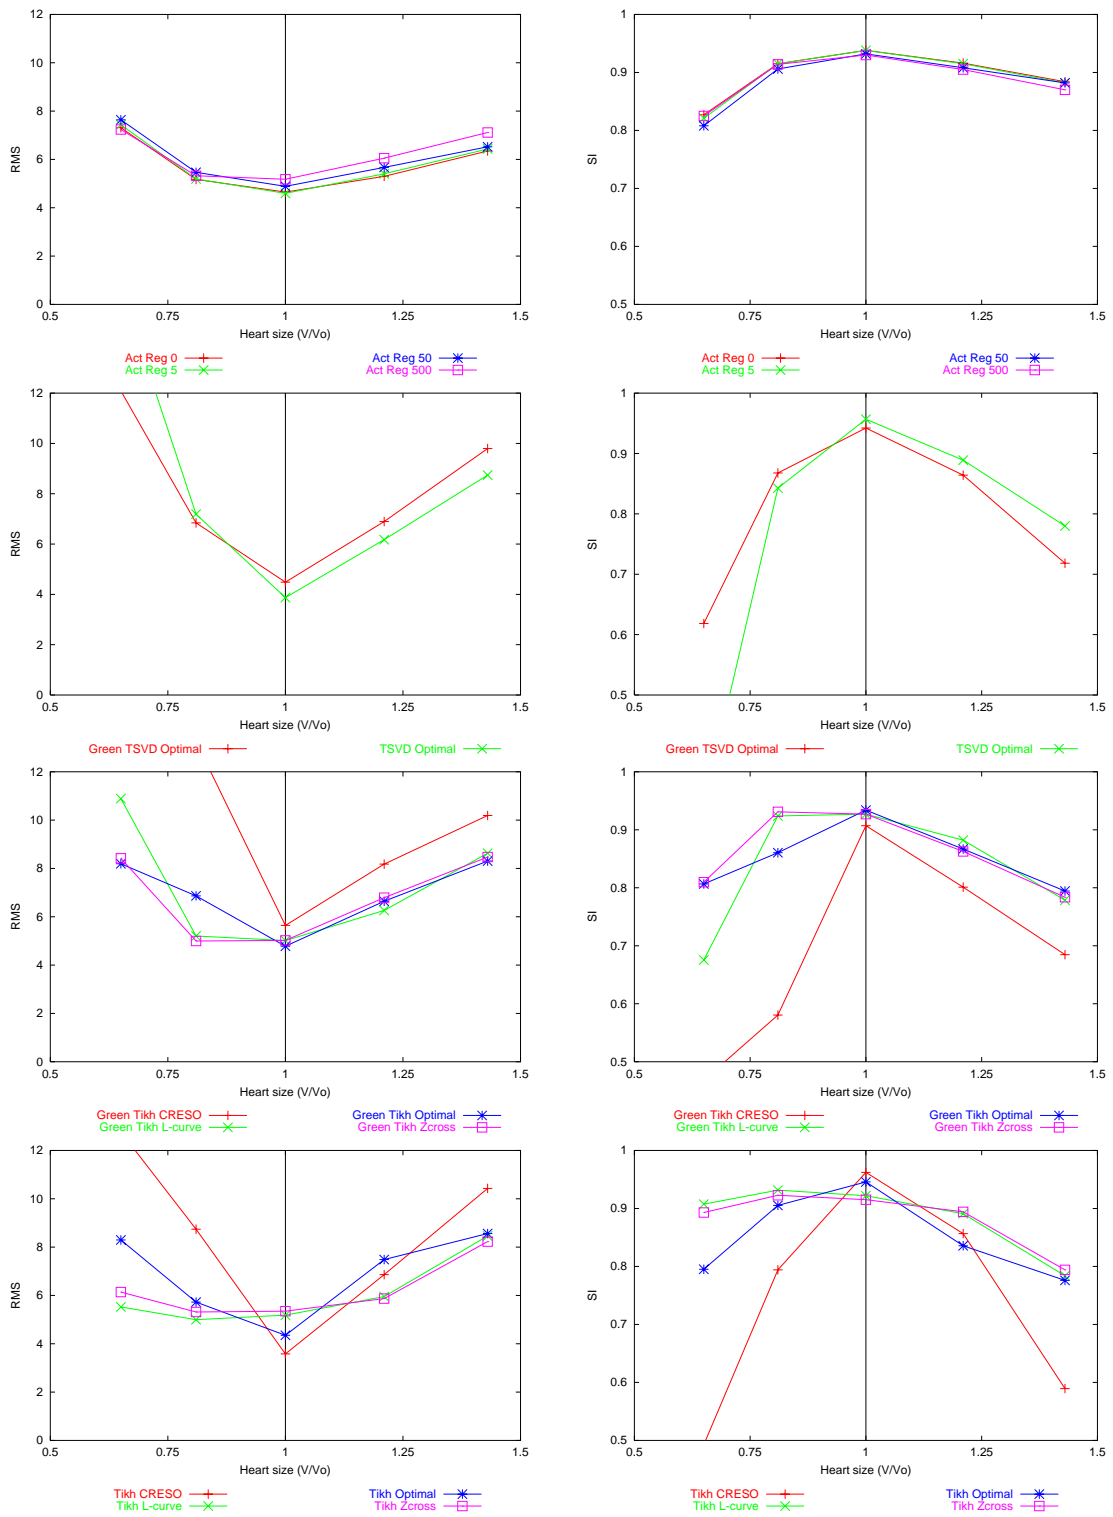 12
10
8
6
4
2
0
RMS
0.5 0.75 1 1.25 1.5
Heart size (V/Vo)
Act Reg 0 Act Reg 50
Act Reg 5 Act Reg 500
1
0.9
0.8
0.7
0.6
0.5
SI
0.5 0.75 1 1.25 1.5
Heart size (V/Vo)
Act Reg 0 Act Reg 50
Act Reg 5 Act Reg 500
12
10
8
6
4
2
0
RMS
0.5 0.75 1 1.25 1.5
Heart size (V/Vo)
Green TSVD Optimal TSVD Optimal
1
0.9
0.8
0.7
0.6
0.5
SI
0.5 0.75 1 1.25 1.5
Heart size (V/Vo)
Green TSVD Optimal TSVD Optimal
12
10
8
6
4
2
0
RMS
0.5 0.75 1 1.25 1.5
Heart size (V/Vo)
Green Tikh CRESO Green Tikh Optimal
Green Tikh L-curve Green Tikh Zcross
1
0.9
0.8
0.7
0.6
0.5
SI
0.5 0.75 1 1.25 1.5
Heart size (V/Vo)
Green Tikh CRESO Green Tikh Optimal
Green Tikh L-curve Green Tikh Zcross
12
10
8
6
4
2
0
RMS
0.5 0.75 1 1.25 1.5
Heart size (V/Vo)
Tikh CRESO Tikh Optimal
Tikh L-curve Tikh Zcross
1
0.9
0.8
0.7
0.6
0.5
SI
0.5 0.75 1 1.25 1.5
Heart size (V/Vo)
Tikh CRESO Tikh Optimal
Tikh L-curve Tikh Zcross